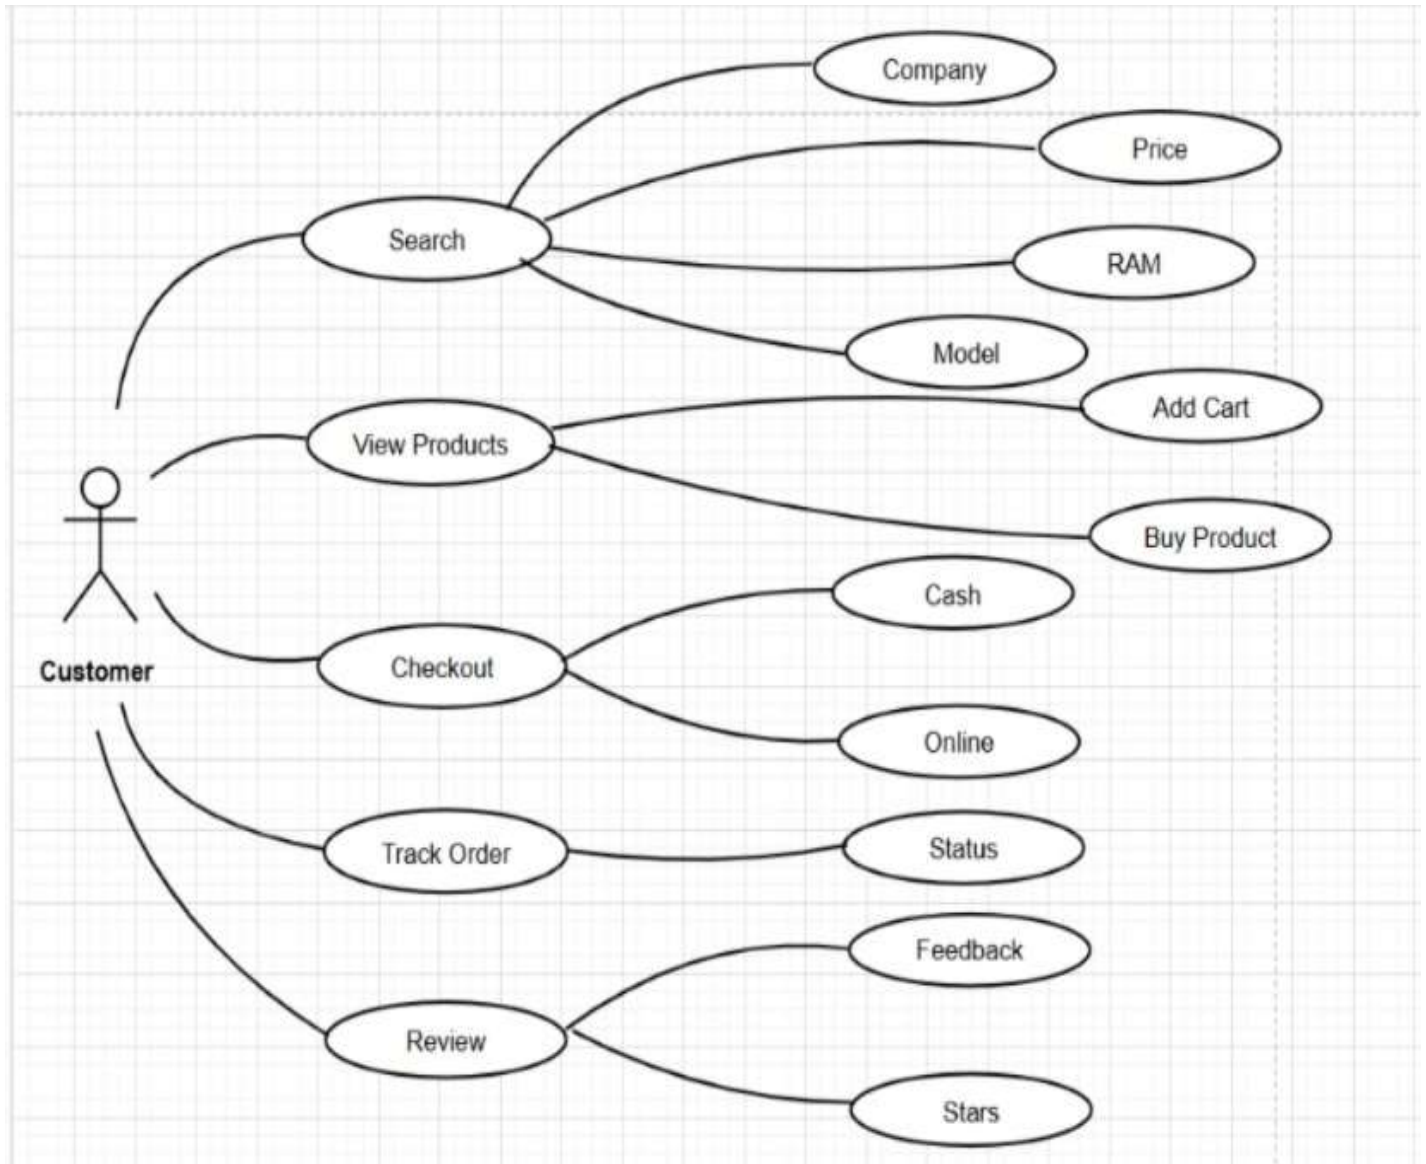 Company
Price
Search
RAM
Model
Add Cart
View Products
Buy Product
Cash
Customer
Checkout
Online
Track Order
Status
Feedback
Review
Stars